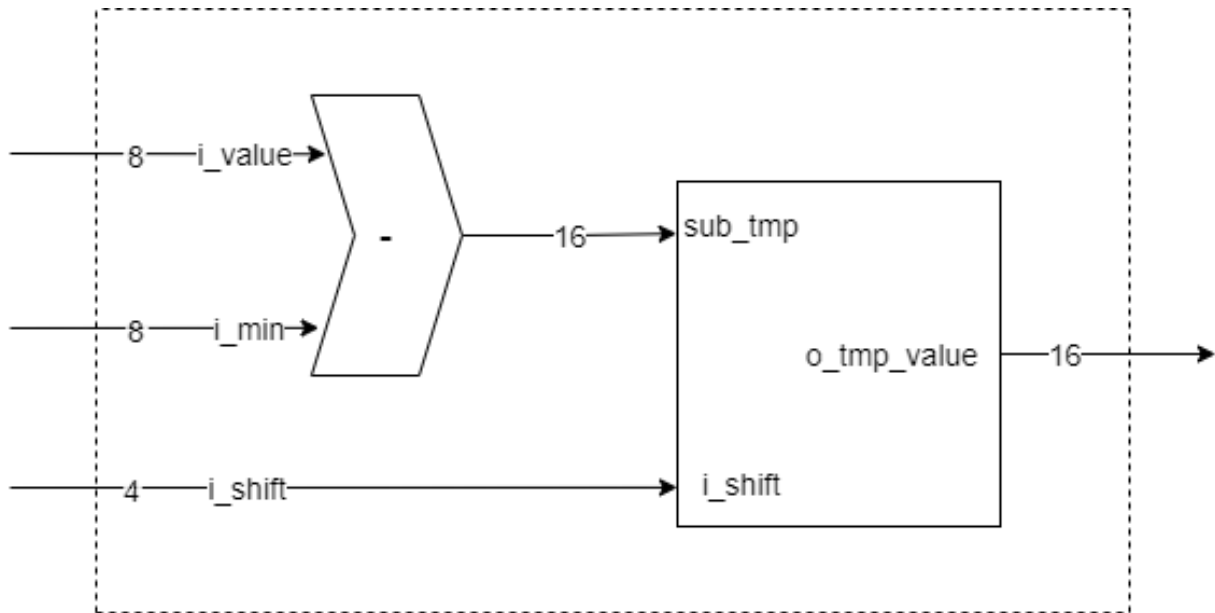 8 i_value
-
16
sub_tmp
8 i_min
o_tmp_value 16
4 i_shift
i_shift